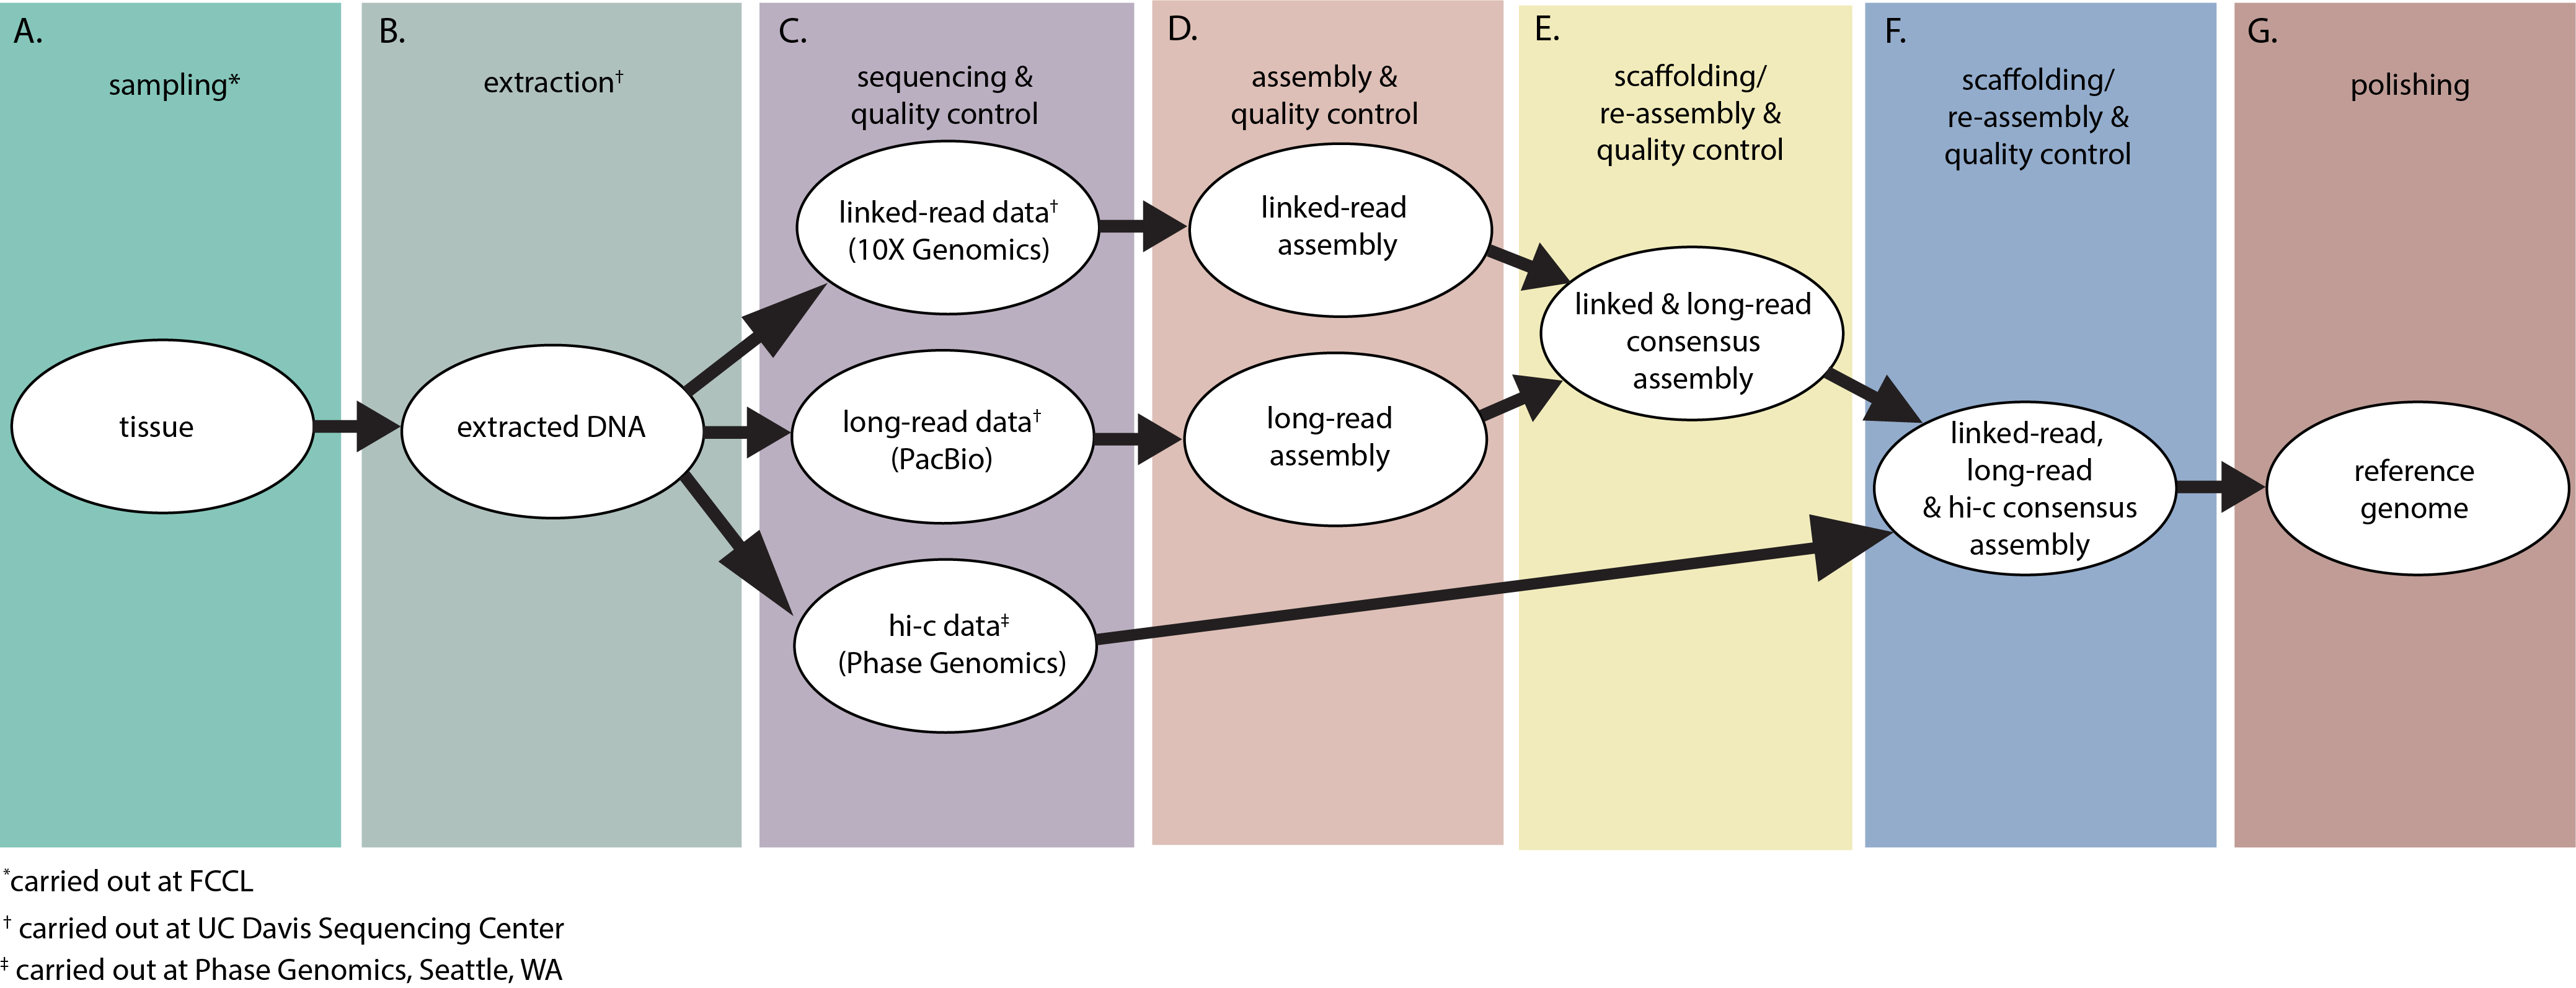 A.
sampling*
tissue
B.
extraction†
extracted DNA
C.
sequencing &
quality control
linked-read data†
(10X Genomics)
long-read data†
(PacBio)
hi-c data‡
(Phase Genomics)
D.
assembly &
quality control
linked-read
assembly
long-read
assembly
E.
scaffolding/
re-assembly &
quality control
linked & long-read
consensus
assembly
F.
scaffolding/
re-assembly &
quality control
linked-read,
long-read
& hi-c consensus
assembly
G.
polishing
reference
genome
*carried out at FCCL
† carried out at UC Davis Sequencing Center
‡ carried out at Phase Genomics, Seattle, WA